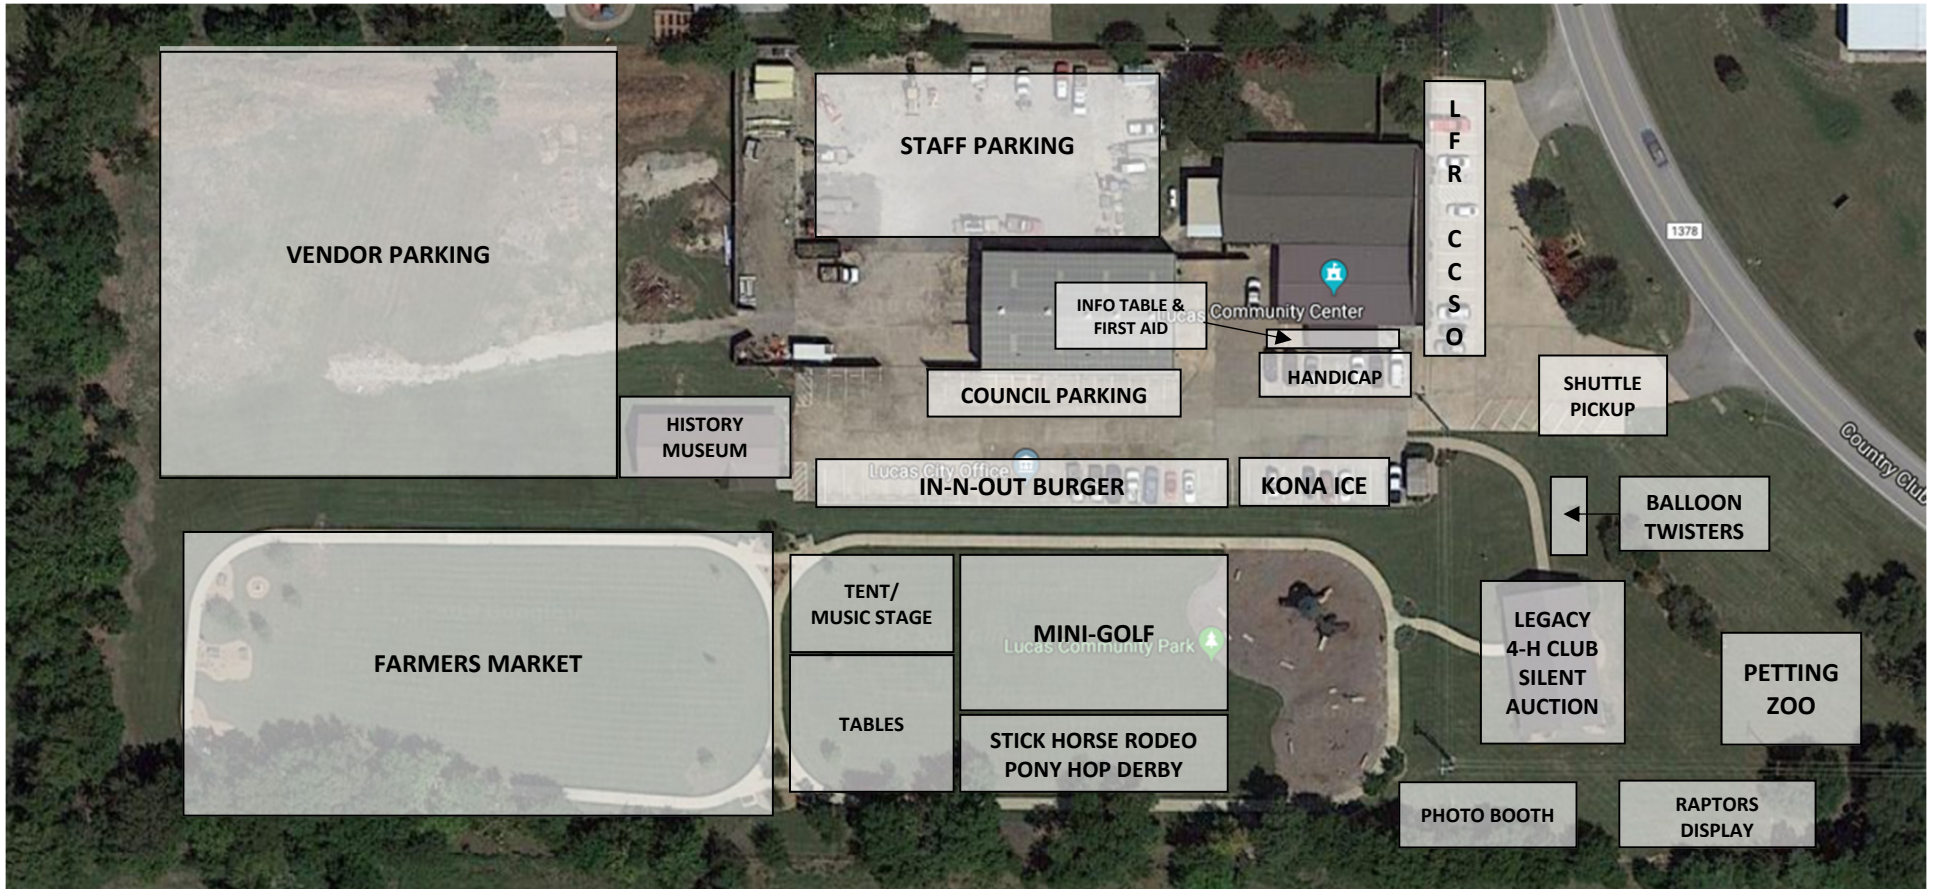 STAFF PARKING
L
F
R
C
C
S
O
1378
VENDOR PARKING
INFO TABLE &
FIRST AID
Lucas Community Center
HANDICAP
COUNCIL PARKING
SHUTTLE
PICKUP
HISTORY
MUSEUM
Country Club
Lucas City Office
IN-N-OUT BURGER
KONA ICE
BALLOON
TWISTERS
TENT/
MUSIC STAGE
MINI-GOLF
Lucas Community Park
FARMERS MARKET
TABLES
STICK HORSE RODEO
PONY HOP DERBY
LEGACY
4-H CLUB
SILENT
AUCTION
PETTING
ZOO
PHOTO BOOTH
RAPTORS
DISPLAY